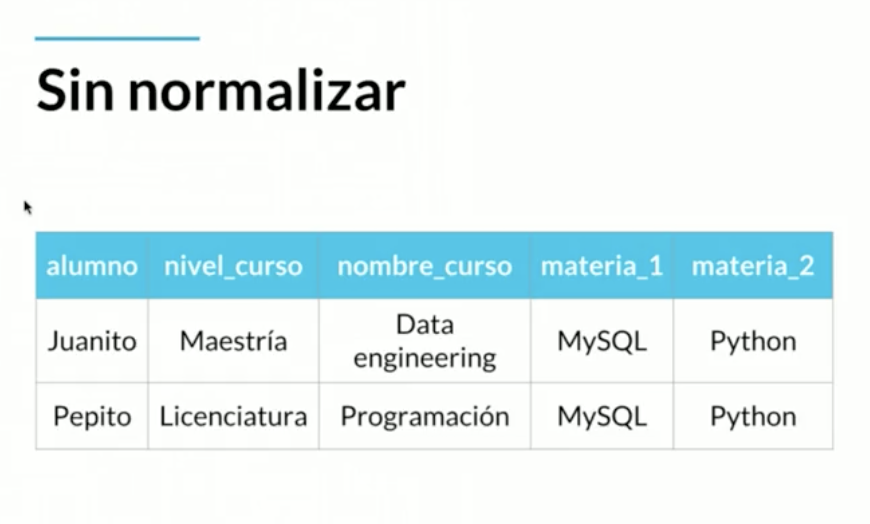 Sin normalizar
alumno nivel_curso nombre_curso materia_1 materia_2
Juanito Maestría Data engineering MySQL Python
Pepito Licenciatura Programación MySQL Python